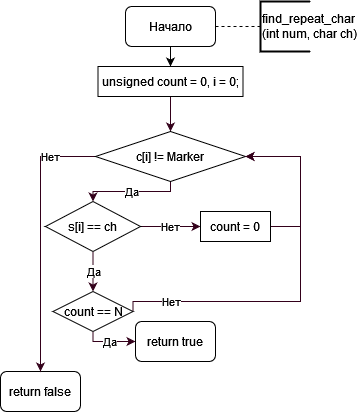 Начало
find_repeat_char
(int num, char ch)
unsigned count = 0, i = 0;
c[i] != Marker
Нет
Да
s[i] == ch
Нет
count = 0
Да
count == N
Нет
Да
return true
return false